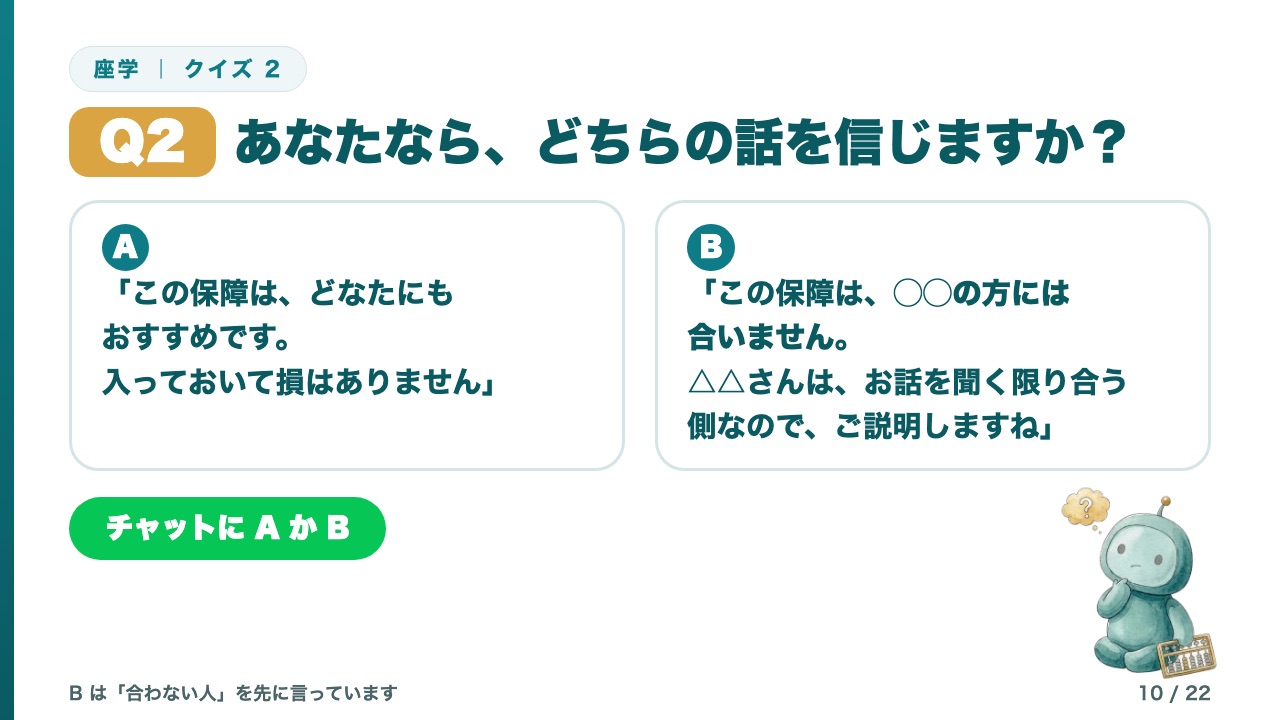 座学 ｜ クイズ 2
Q2 あなたなら、どちらの話を信じますか？
A
「この保障は、どなたにも
おすすめです。
入っておいて損はありません」
B
「この保障は、◯◯の方には
合いません。
△△さんは、お話を聞く限り合う
側なので、ご説明しますね」
チャットに A か B
?
B は「合わない人」を先に言っています
10 / 22